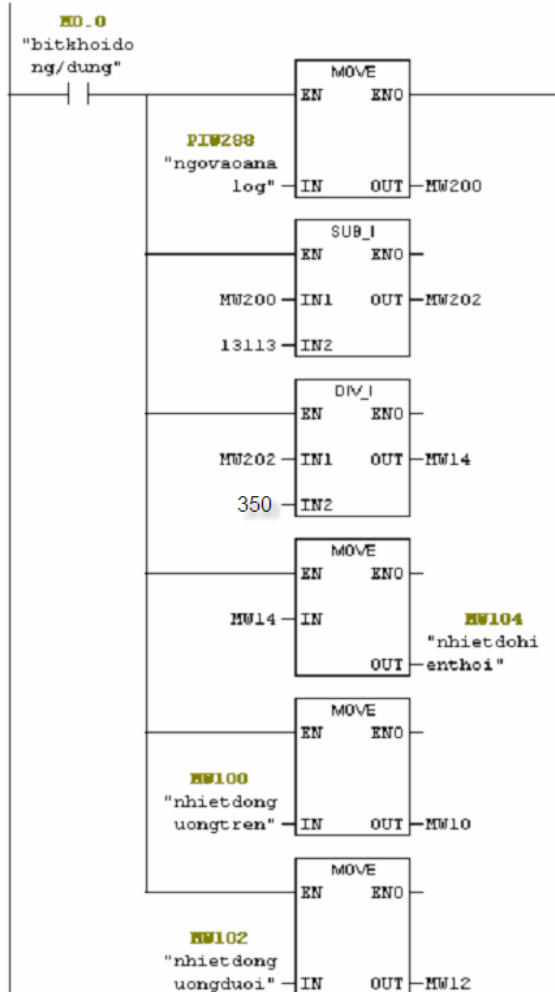 M0.0
"bitkhoido
ng/dung"
MOVE
EN ENO
PIW288
"ngovaoana
log" IN OUT MW200
SUB_I
EN ENO
MW200 IN1 OUT MW202
13113 IN2
DIV_I
EN ENO
MW202 IN1 OUT MW14
350 IN2
MOVE
EN ENO
MW14 IN MW104
"nhietdohi
OUT enthoi"
MOVE
EN ENO
MW100
"nhietdong
uongtren" IN OUT MW10
MOVE
EN ENO
MW102
"nhietdong
uongduoi" IN OUT MW12